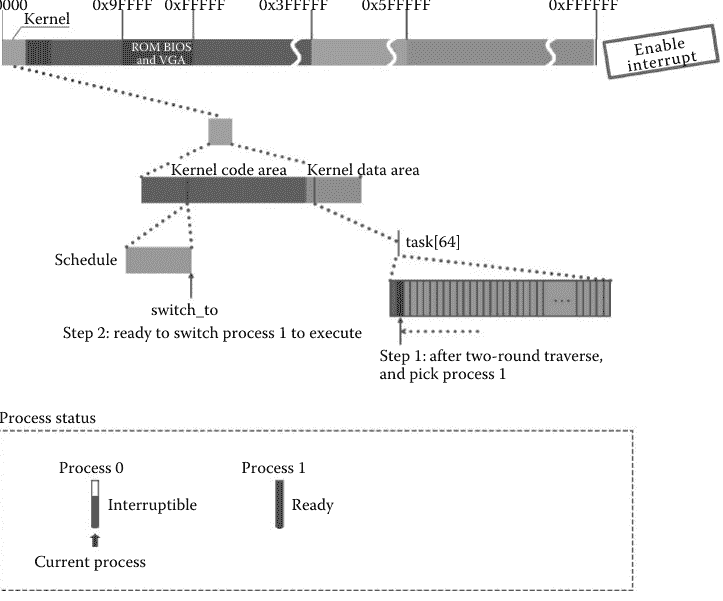 0000 0x9FFFF 0xFFFFF 0x3FFFFF 0x5FFFFF 0xFFFFFF
Kernel
ROM BIOS
and VGA
Enable
interrupt
Kernel code area Kernel data area
task[64]
Schedule
...
switch_to
Step 2: ready to switch process 1 to execute
Step 1: after two-round traverse,
and pick process 1
Process status
Process 0 Process 1
Interruptible Ready
Current process